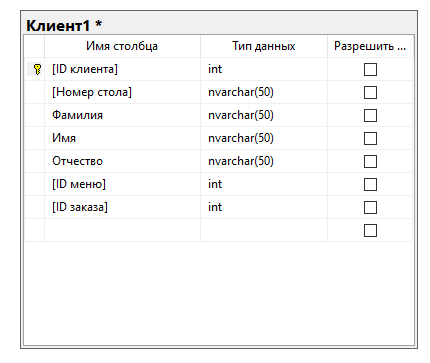 Клиент1 *
Имя столбца Тип данных Разрешить ...
[ID клиента] int
[Номер стола] nvarchar(50)
Фамилия nvarchar(50)
Имя nvarchar(50)
Отчество nvarchar(50)
[ID меню] int
[ID заказа] int